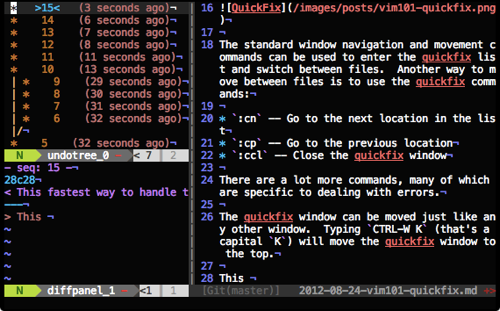 *    >15< (3 seconds ago)¬
*    14    (6 seconds ago)¬
*    13    (7 seconds ago)¬
*    12    (8 seconds ago)¬
*    11    (11 seconds ago)¬
*    10    (13 seconds ago)¬
| *    9    (29 seconds ago)¬
| *    8    (30 seconds ago)¬
| *    7    (31 seconds ago)¬
| *    6    (31 seconds ago)¬
|/¬
*    5    (32 seconds ago)¬
N undotree_0 - < 7 2
- seq: 15 -¬
28c28¬
< This fastest way to handle t
---¬
> This ¬
~
~
~
~
N diffpanel_1 - <1 1
16 ![QuickFix](/images/posts/vim101-quickfix.png
)¬
17 ¬
18 The standard window navigation and movement c
ommands can be used to enter the quickfix lis
t and switch between files.  Another way to m
ove between files is to use the quickfix comm
ands:¬
19 ¬
20 * `:cn` –– Go to the next location in the lis
t¬
21 * `:cp` –– Go to the previous location¬
22 * `:ccl` –– Close the quickfix window¬
23 ¬
24 There are a lot more commands, many of which
are specific to dealing with errors.¬
25 ¬
26 The quickfix window can be moved just like an
y other window.  Typing `CTRL–W K` (that's a
capital `K`) will move the quickfix window to
the top.¬
27 ¬
28 This ¬
[Git(master)] 2012-08-24-vim101-quickfix.md +>